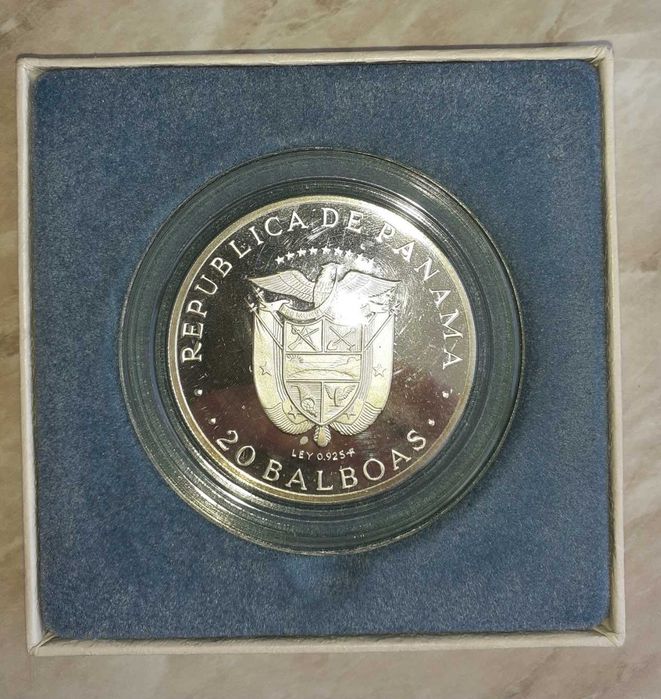 REPUBLICA DE PANAMA
LEY 0.925
20 BALBOAS